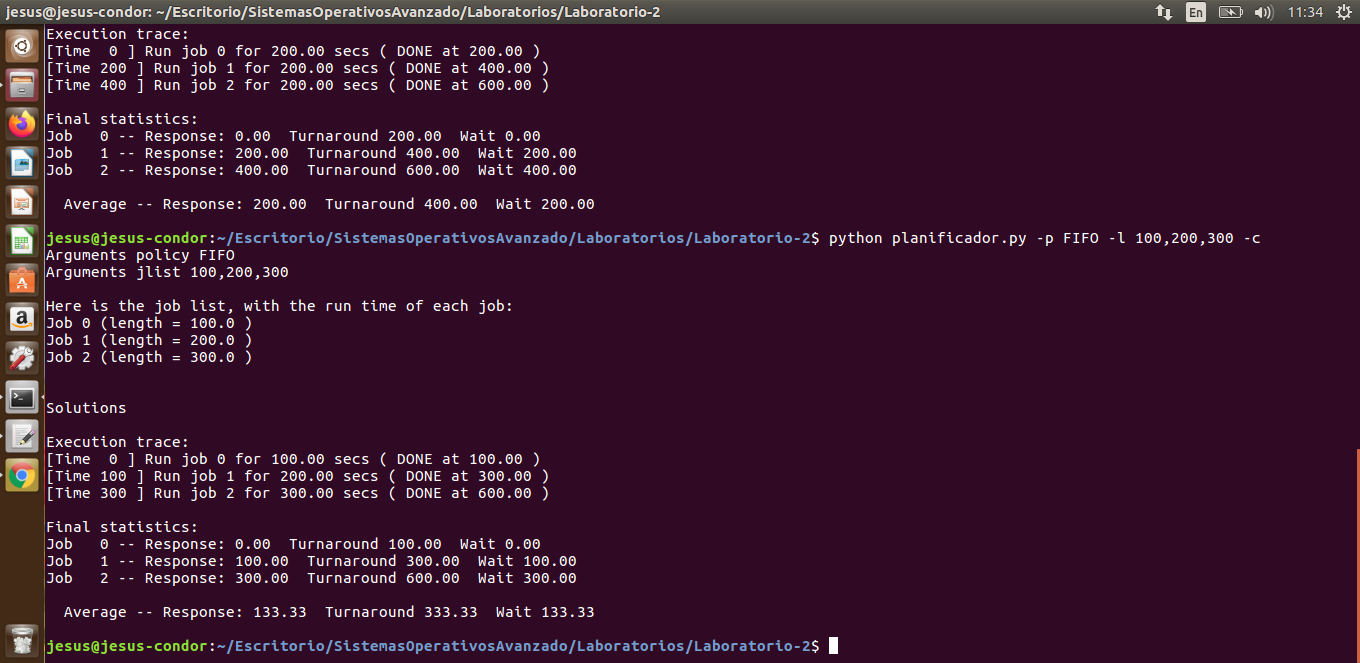 jesus@jesus-condor: ~/Escritorio/SistemasOperativosAvanzado/Laboratorios/Laboratorio-2
En
11:34
Execution trace:
[Time  0 ] Run job 0 for 200.00 secs ( DONE at 200.00 )
[Time 200 ] Run job 1 for 200.00 secs ( DONE at 400.00 )
[Time 400 ] Run job 2 for 200.00 secs ( DONE at 600.00 )
Final statistics:
Job   0 -- Response: 0.00  Turnaround 200.00  Wait 0.00
Job   1 -- Response: 200.00  Turnaround 400.00  Wait 200.00
Job   2 -- Response: 400.00  Turnaround 600.00  Wait 400.00
Average -- Response: 200.00  Turnaround 400.00  Wait 200.00
jesus@jesus-condor:~/Escritorio/SistemasOperativosAvanzado/Laboratorios/Laboratorio-2$ python planificador.py -p FIFO -l 100,200,300 -c
Arguments policy FIFO
Arguments jlist 100,200,300
Here is the job list, with the run time of each job:
Job 0 (length = 100.0 )
Job 1 (length = 200.0 )
Job 2 (length = 300.0 )
Solutions
Execution trace:
[Time  0 ] Run job 0 for 100.00 secs ( DONE at 100.00 )
[Time 100 ] Run job 1 for 200.00 secs ( DONE at 300.00 )
[Time 300 ] Run job 2 for 300.00 secs ( DONE at 600.00 )
Final statistics:
Job   0 -- Response: 0.00  Turnaround 100.00  Wait 0.00
Job   1 -- Response: 100.00  Turnaround 300.00  Wait 100.00
Job   2 -- Response: 300.00  Turnaround 600.00  Wait 300.00
Average -- Response: 133.33  Turnaround 333.33  Wait 133.33
jesus@jesus-condor:~/Escritorio/SistemasOperativosAvanzado/Laboratorios/Laboratorio-2$